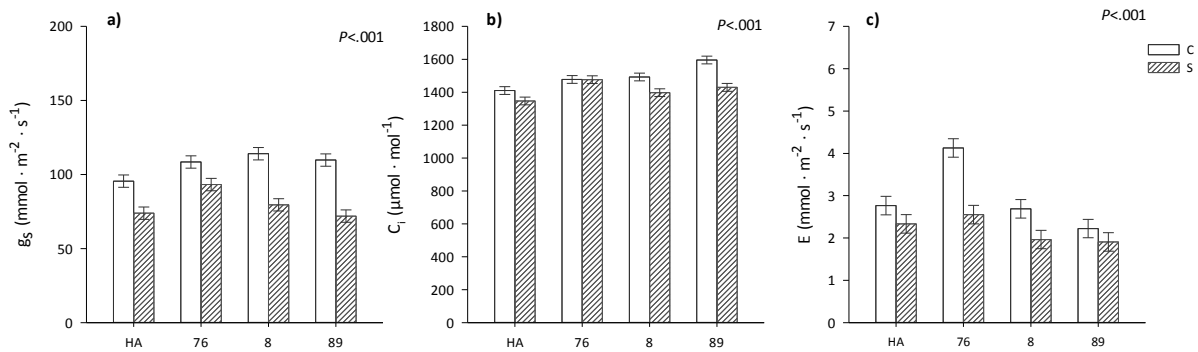 a)
P<.001
200
150
100
50
0
gs (mmol · m⁻² · s⁻¹)
HA 76 8 89
b)
P<.001
1800
1600
1400
1200
1000
800
600
400
200
0
Ci (μmol · mol⁻¹)
HA 76 8 89
c)
P<.001
7
6
5
4
3
2
1
0
E (mmol · m⁻² · s⁻¹)
HA 76 8 89
C
S